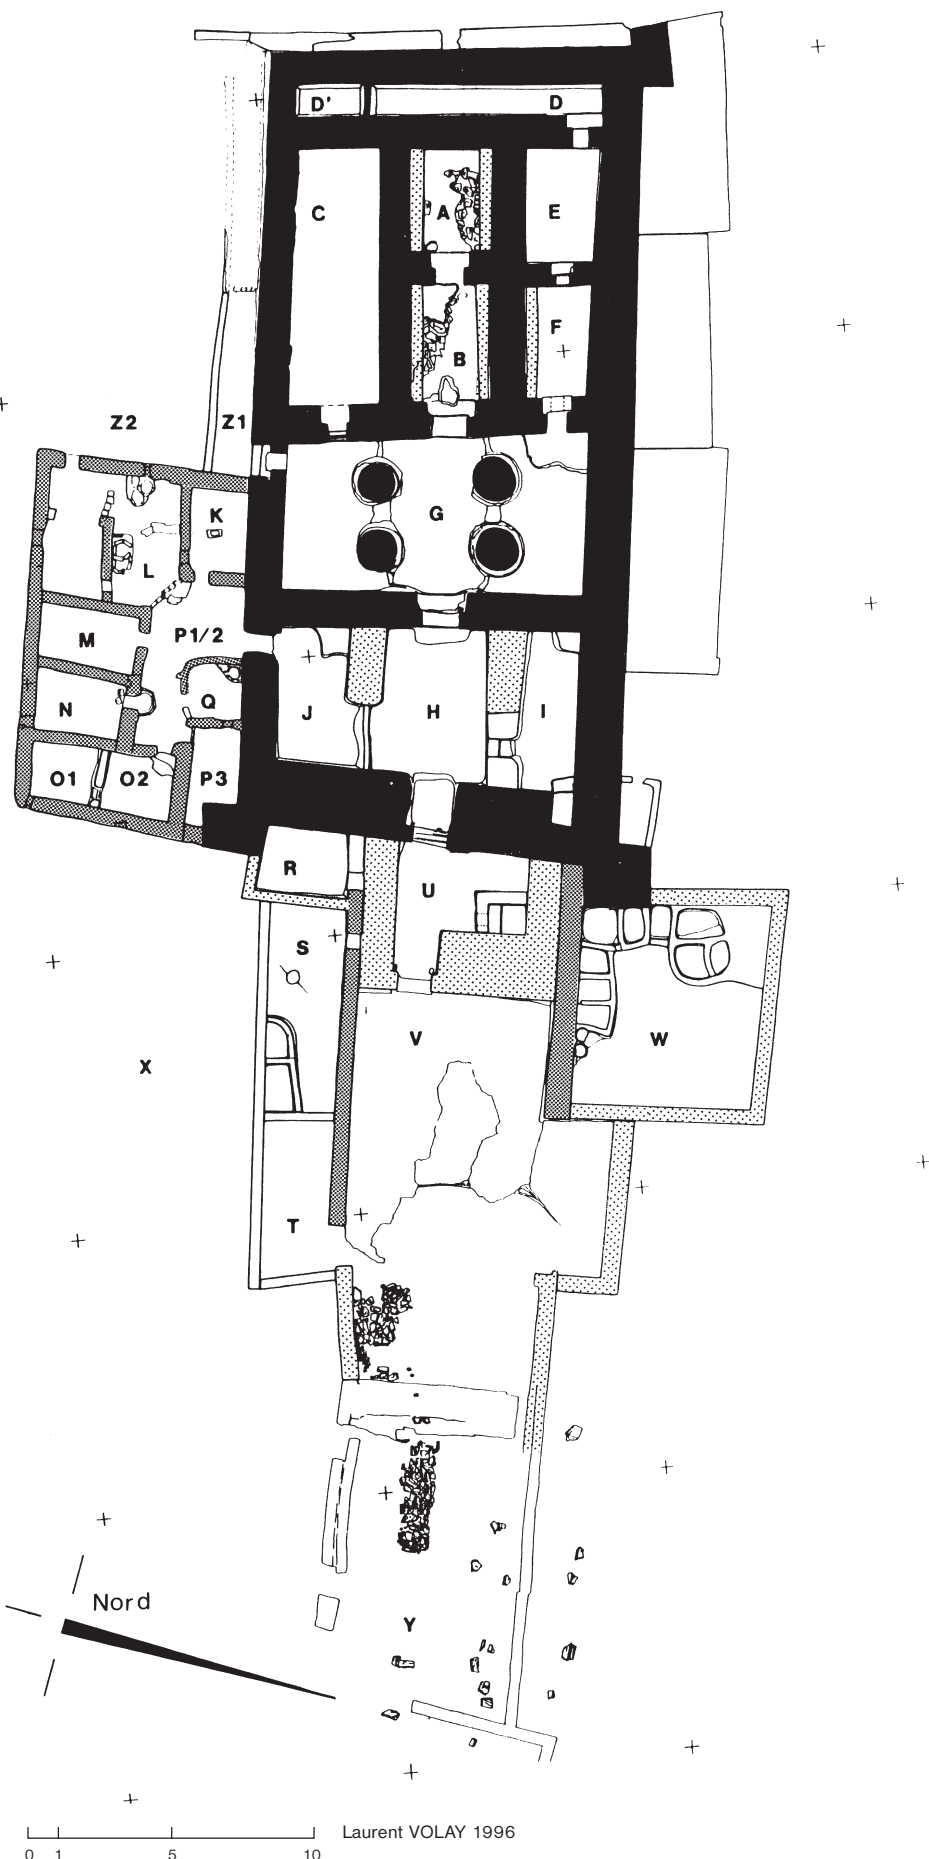 D' D
C A E
F
B
Z2 Z1
G
K
L
M P1/2
J H I
N Q
O1 O2 P3
R
U
S
V
W
X
T
Nord
Y
Laurent VOLAY 1996
0 1 5 10